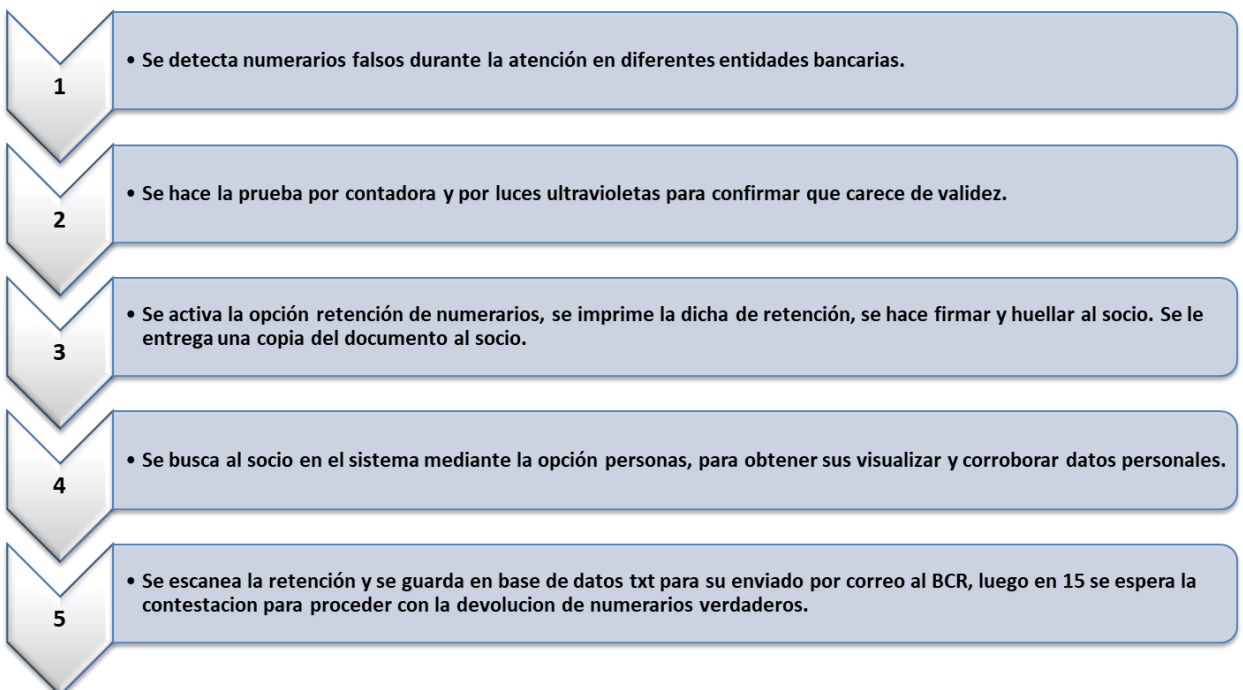 1
• Se detecta numerarios falsos durante la atención en diferentes entidades bancarias.
2
• Se hace la prueba por contadora y por luces ultravioletas para confirmar que carece de validez.
3
• Se activa la opción retención de numerarios, se imprime la dicha de retención, se hace firmar y huellar al socio. Se le
entrega una copia del documento al socio.
4
• Se busca al socio en el sistema mediante la opción personas, para obtener sus visualizar y corroborar datos personales.
5
• Se escanea la retención y se guarda en base de datos txt para su enviado por correo al BCR, luego en 15 se espera la
contestacion para proceder con la devolucion de numerarios verdaderos.